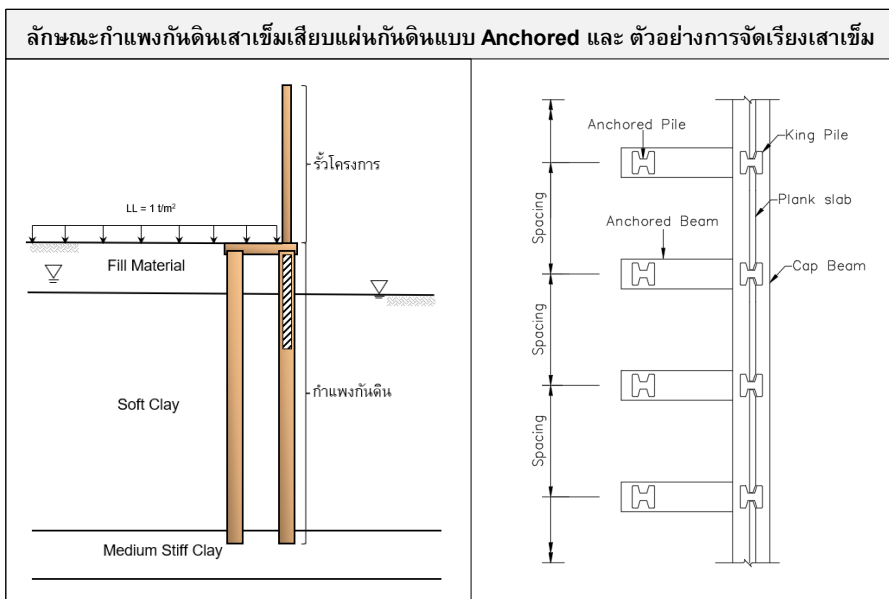 ลักษณะกำแพงกันดินเสาเข็มเสียบแผ่นกันดินแบบ Anchored และ ตัวอย่างการจัดเรียงเสาเข็ม
รั้วโครงการ
LL = 1 t/m²
Fill Material
Soft Clay
กำแพงกันดิน
Medium Stiff Clay
Anchored Pile
King Pile
Plank slab
Anchored Beam
Cap Beam
Spacing
Spacing
Spacing